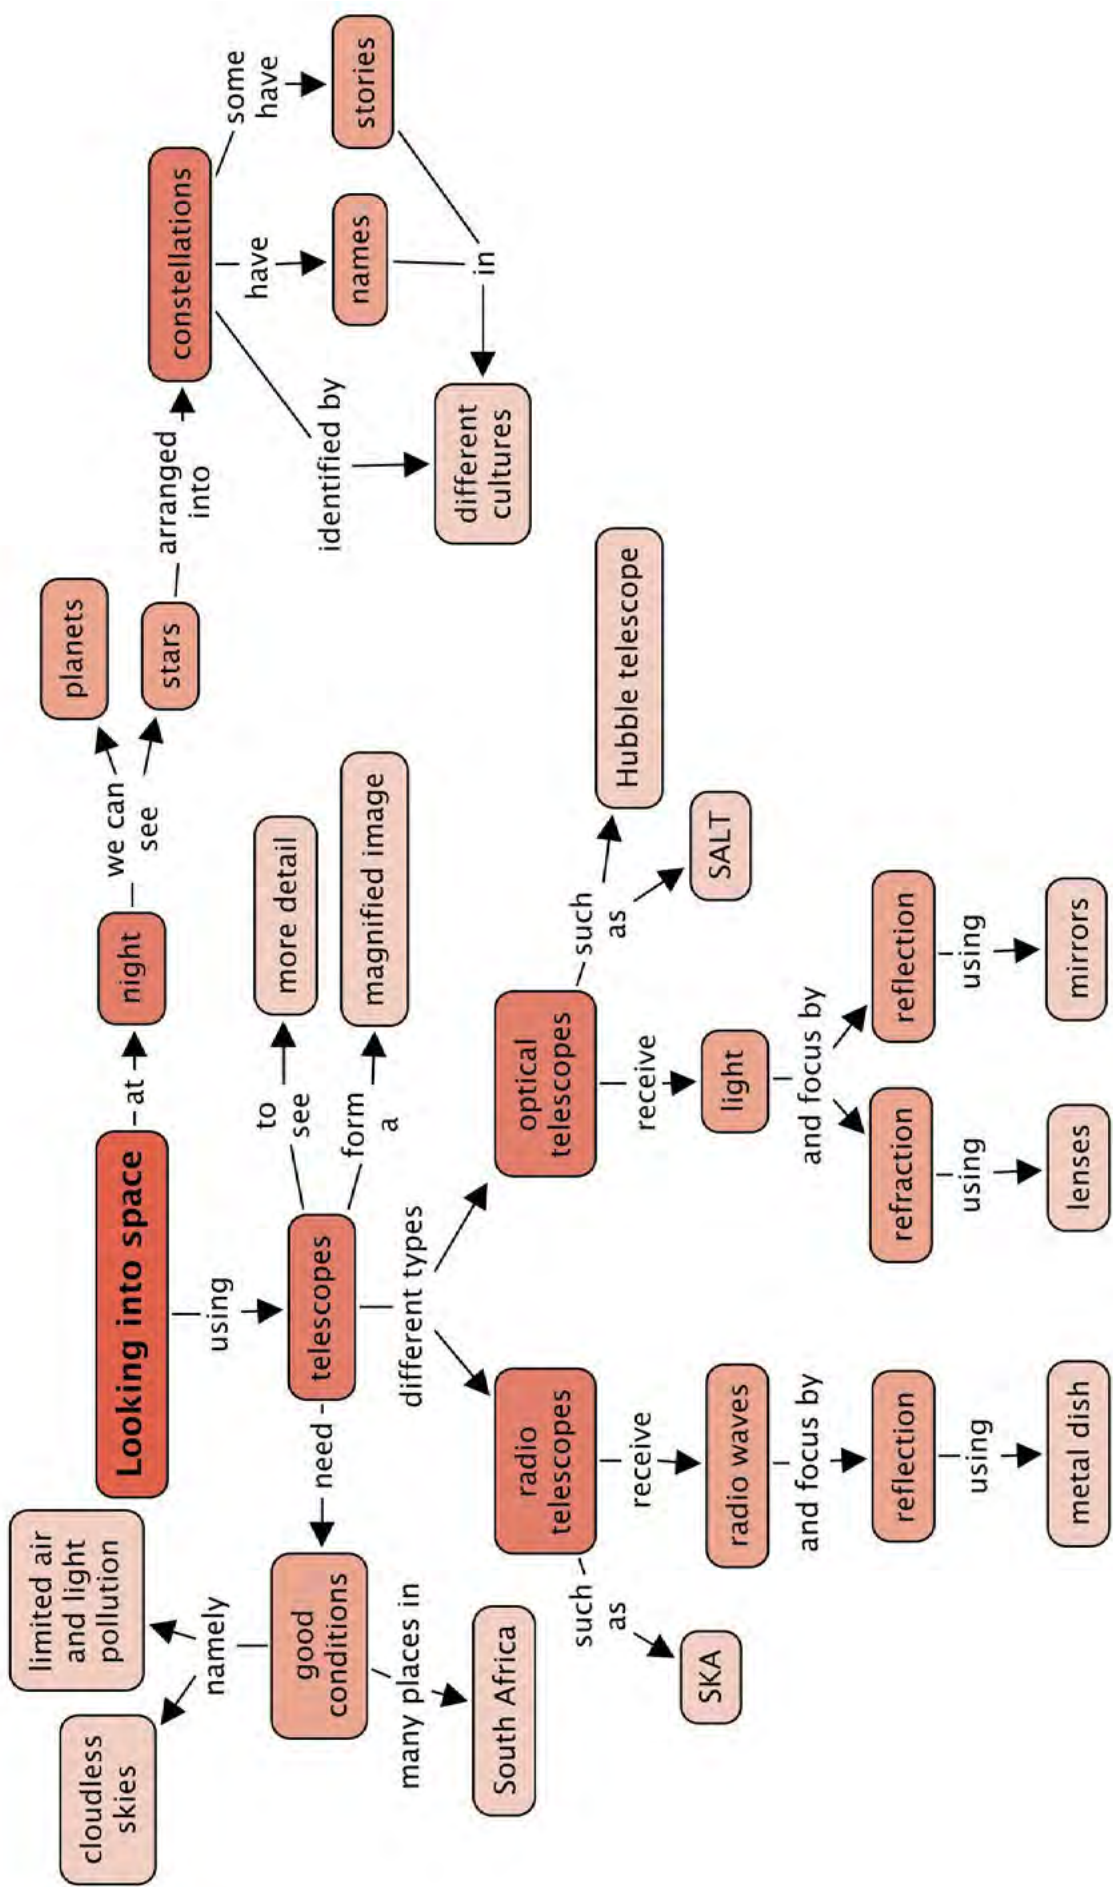 Looking into space
at
night
we can
see
planets
stars
arranged
into
constellations
identified by
have
some
have
names
stories
in
different
cultures
using
telescopes
to
see
more detail
form
a
magnified image
need
good
conditions
namely
limited air
and light
pollution
cloudless
skies
many places in
South Africa
different types
radio
telescopes
such
as
SKA
receive
radio waves
and focus by
reflection
using
metal dish
optical
telescopes
such
as
Hubble telescope
SALT
receive
light
and focus by
refraction
using
lenses
reflection
using
mirrors